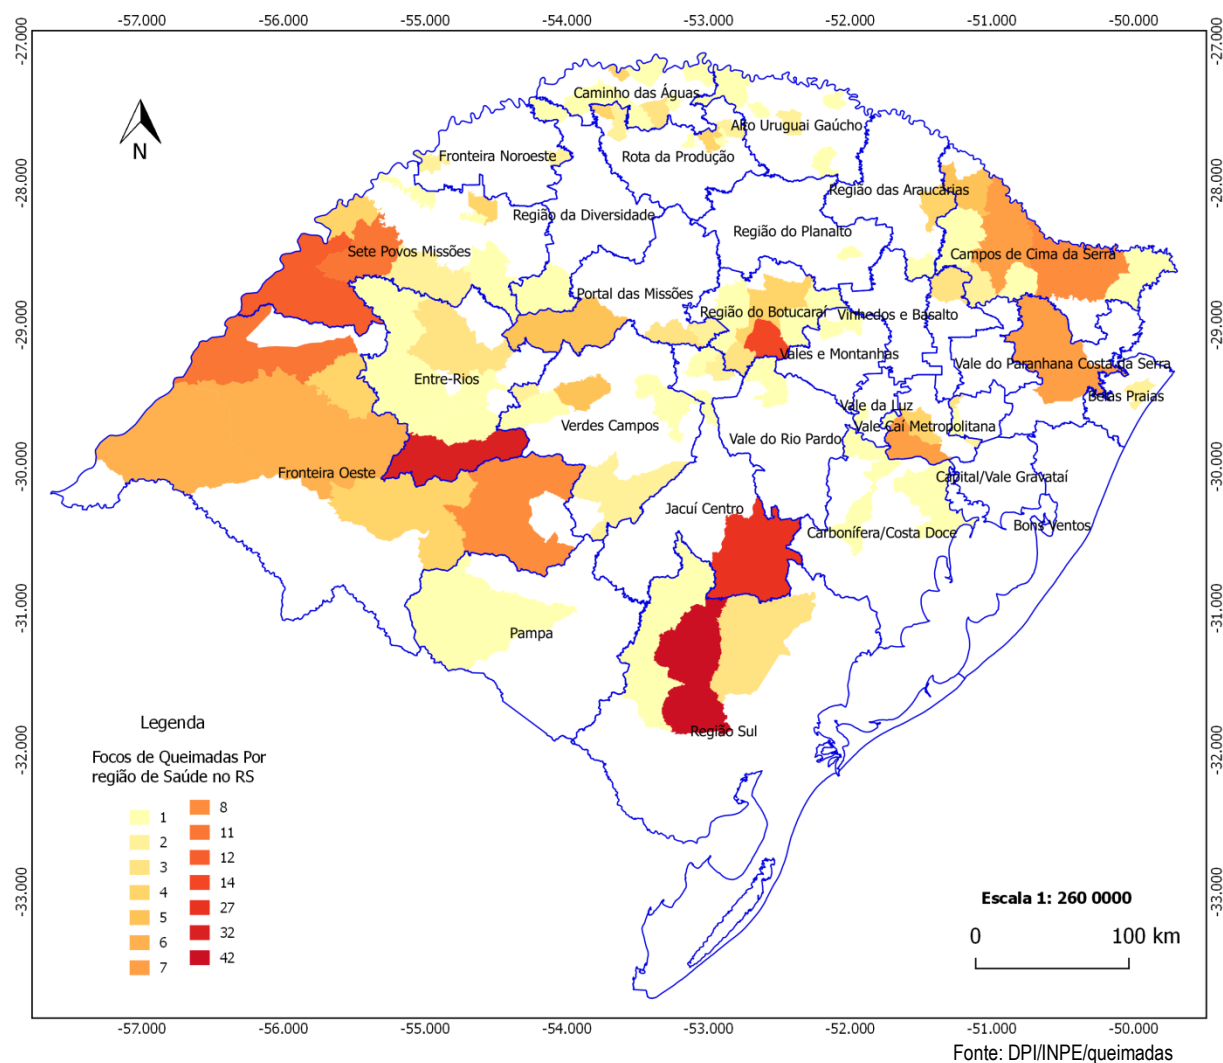 -57.000 -56.000 -55.000 -54.000 -53.000 -52.000 -51.000 -50.000
-27.000 -27.000
-28.000 -28.000
-29.000 -29.000
-30.000 -30.000
-31.000 -31.000
-32.000 -32.000
-33.000 -33.000
N
Caminho das Águas
Alto Uruguai Gaúcho
Fronteira Noroeste
Rota da Produção
Região das Araucárias
Região da Diversidade
Região do Planalto
Sete Povos Missões
Campos de Cima da Serra
Portal das Missões
Região do Botucaraí
Vinhedos e Basalto
Vales e Montanhas
Vale do Paranhana Costa da Serra
Entre-Rios
Belas Praias
Vale da Luz
Verdes Campos
Vale Caí Metropolitana
Vale do Rio Pardo
Fronteira Oeste
Capital/Vale Gravataí
Jacuí Centro
Bons Ventos
Carbonífera/Costa Doce
Pampa
Região Sul
Legenda
Focos de Queimadas Por
região de Saúde no RS
1
2
3
4
5
6
7
8
11
12
14
27
32
42
Escala 1: 260 0000
0 100 km
-57.000 -56.000 -55.000 -54.000 -53.000 -52.000 -51.000 -50.000
Fonte: DPI/INPE/queimadas